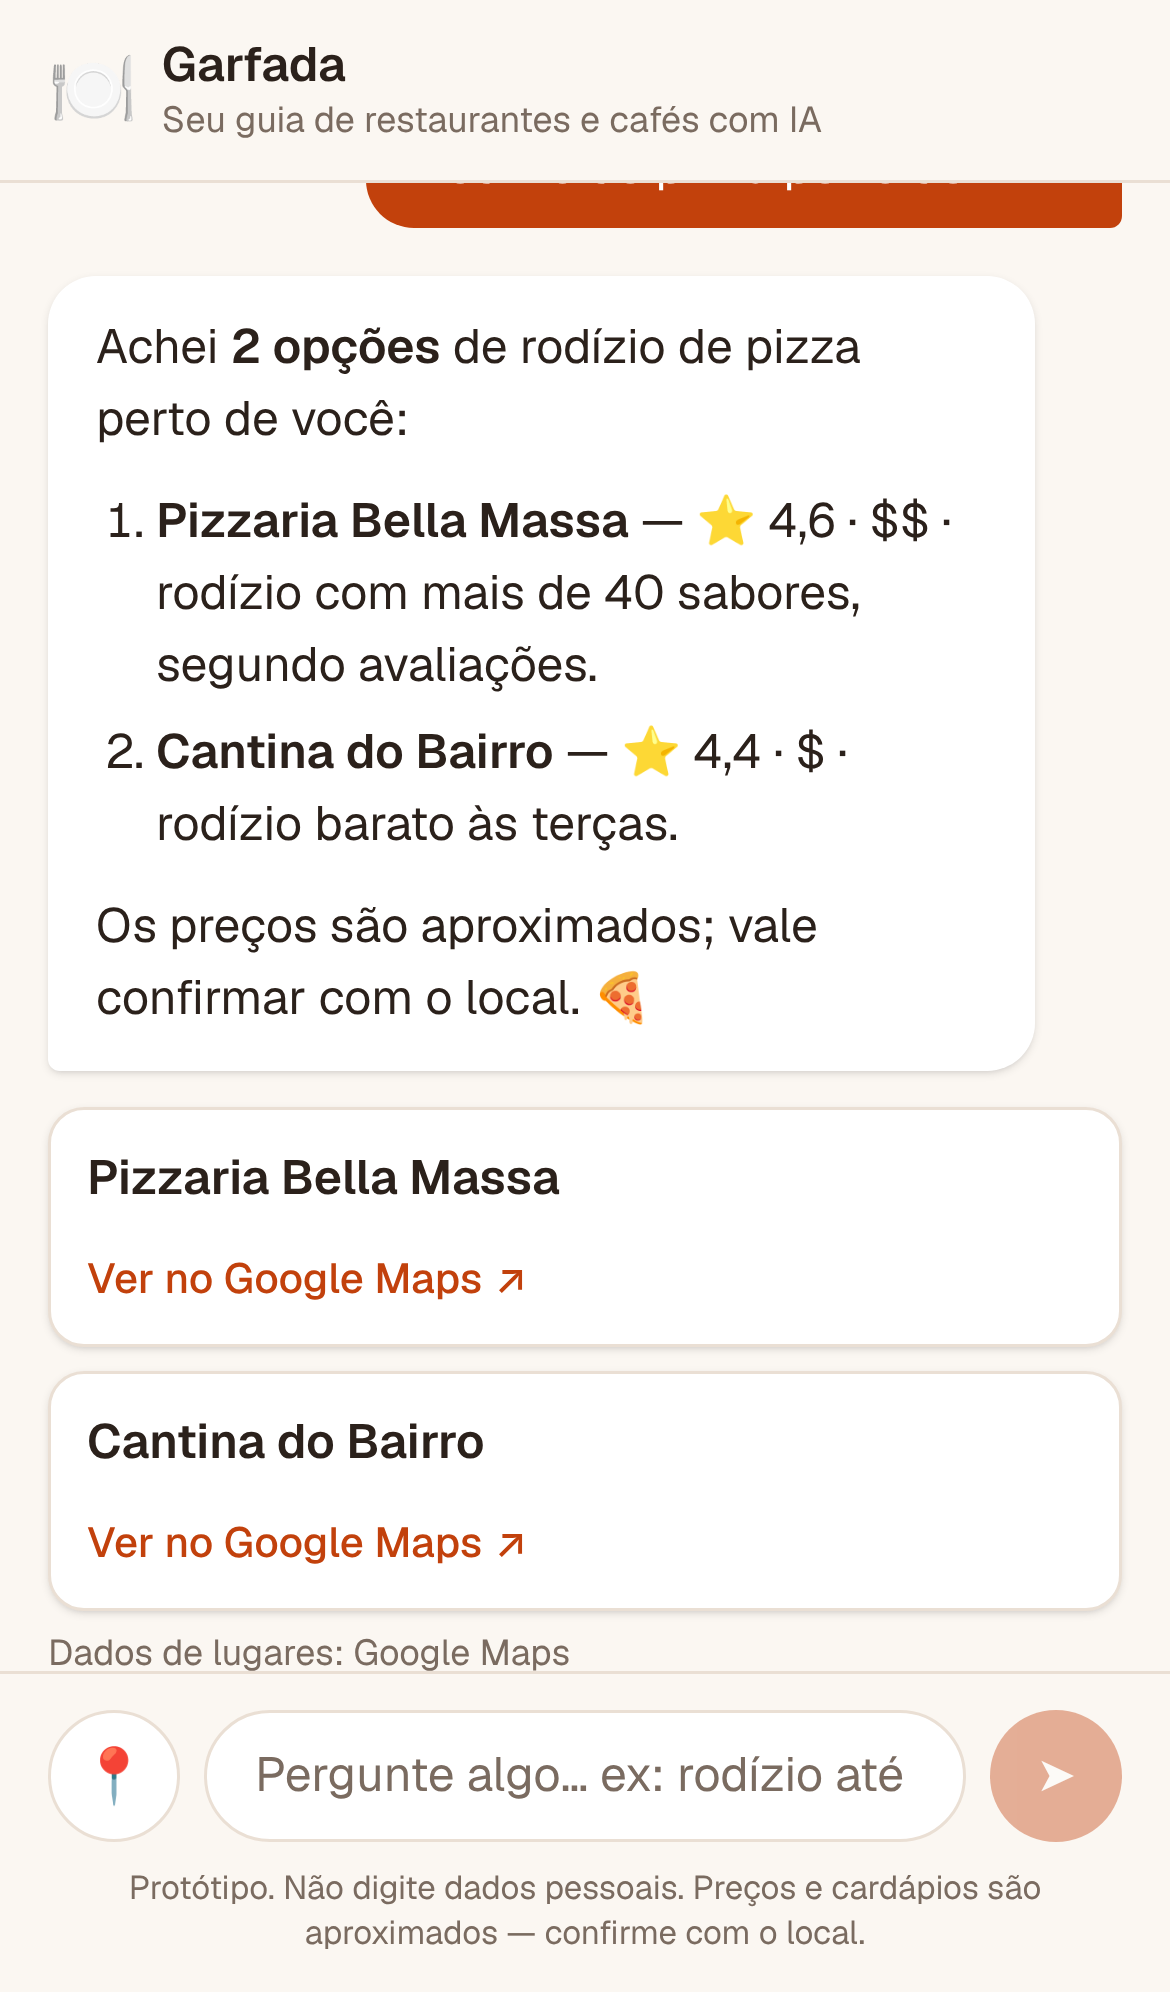 Garfada
Seu guia de restaurantes e cafés com IA
Achei 2 opções de rodízio de pizza
perto de você:
1. Pizzaria Bella Massa — ⭐ 4,6 · $$ ·
rodízio com mais de 40 sabores,
segundo avaliações.
2. Cantina do Bairro — ⭐ 4,4 · $ ·
rodízio barato às terças.
Os preços são aproximados; vale
confirmar com o local. 🍕
Pizzaria Bella Massa
Ver no Google Maps ↗
Cantina do Bairro
Ver no Google Maps ↗
Dados de lugares: Google Maps
Pergunte algo... ex: rodízio até
Protótipo. Não digite dados pessoais. Preços e cardápios são
aproximados — confirme com o local.